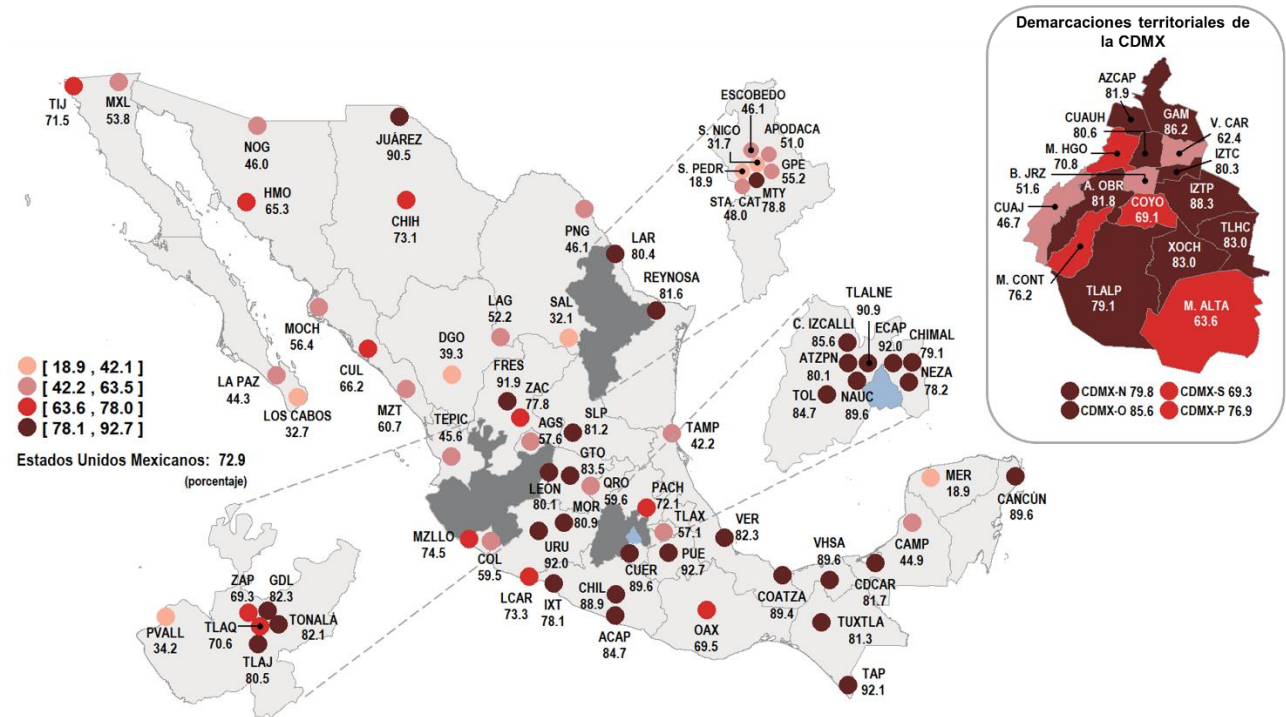 Demarcaciones territoriales de
la CDMX
AZCAP
81.9
CUAUH
80.6
GAM
86.2
V. CAR
62.4
M. HGO
70.8
IZTC
80.3
B. JRZ
51.6
A. OBR
81.8
IZTP
88.3
CUAJ
46.7
COYO
69.1
TLHC
83.0
XOCH
83.0
M. CONT
76.2
TLALP
79.1
M. ALTA
63.6
CDMX-N 79.8
CDMX-S 69.3
CDMX-O 85.6
CDMX-P 76.9
TIJ
71.5
MXL
53.8
NOG
46.0
HMO
65.3
JUÁREZ
90.5
CHIH
73.1
ESCOBEDO
46.1
S. NICO
31.7
APODACA
51.0
S. PEDR
18.9
GPE
55.2
MTY
78.8
STA. CAT
48.0
PNG
46.1
LAR
80.4
REYNOSA
81.6
MOCH
56.4
LAG
52.2
SAL
32.1
DGO
39.3
CUL
66.2
LA PAZ
44.3
LOS CABOS
32.7
MZT
60.7
FRES
91.9
ZAC
77.8
TEPIC
45.6
AGS
57.6
SLP
81.2
TAMP
42.2
TLALNE
90.9
C. IZCALLI
85.6
ECAP
92.0
CHIMAL
79.1
ATZPN
80.1
NEZA
78.2
TOL
84.7
NAUC
89.6
[ 18.9 , 42.1 ]
[ 42.2 , 63.5 ]
[ 63.6 , 78.0 ]
[ 78.1 , 92.7 ]
Estados Unidos Mexicanos: 72.9
(porcentaje)
GTO
83.5
LEÓN
80.1
QRO
59.6
PACH
72.1
MOR
80.9
TLAX
57.1
MZLLO
74.5
COL
59.5
URU
92.0
CUER
89.6
PUE
92.7
VER
82.3
MER
18.9
CANCÚN
89.6
CAMP
44.9
VHSA
89.6
CDCAR
81.7
LCAR
73.3
IXT
78.1
CHIL
88.9
ACAP
84.7
OAX
69.5
COATZA
89.4
TUXTLA
81.3
TAP
92.1
ZAP
69.3
GDL
82.3
TONALÁ
82.1
PVALL
34.2
TLAQ
70.6
TLAJ
80.5